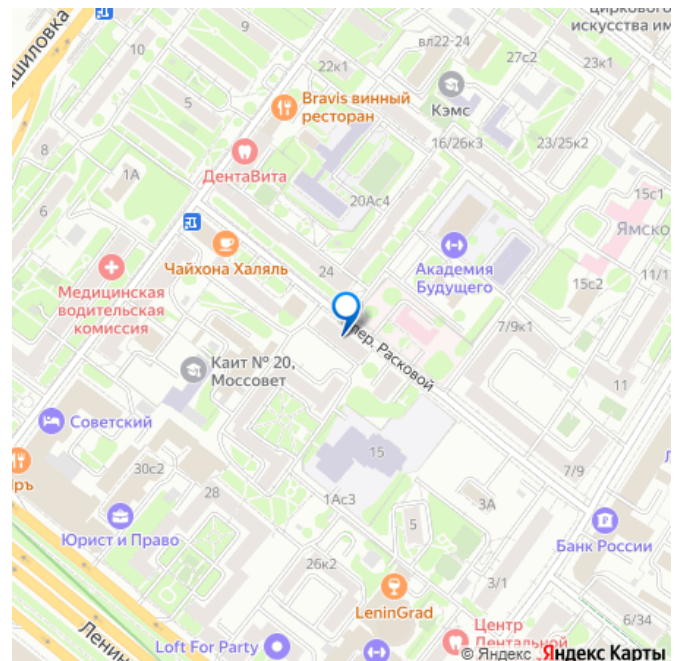 циркового
искусства им
9
вл22-24
27с2
23к1
10
шиловка
22к1
Bravis винный
ресторан
Кэмс
5
16/26к3
23/25к2
8
1А
ДентаВита
15с1
20Ас4
6
Ямско
Чайхона Халяль
24
Академия
Будущего
15с2
11/1
Медицинская
водительская
комиссия
пер. Расковой
7/9к1
Каит № 20,
Моссовет
11
Советский
15
30с2
7/9
ръ
28
1Ас3
3А
Юрист и Право
5
Банк России
26к2
3/1
LeninGrad
6/34
Ленин
Loft For Party
Центр
Дентальной
© Яндекс Яндекс Карты